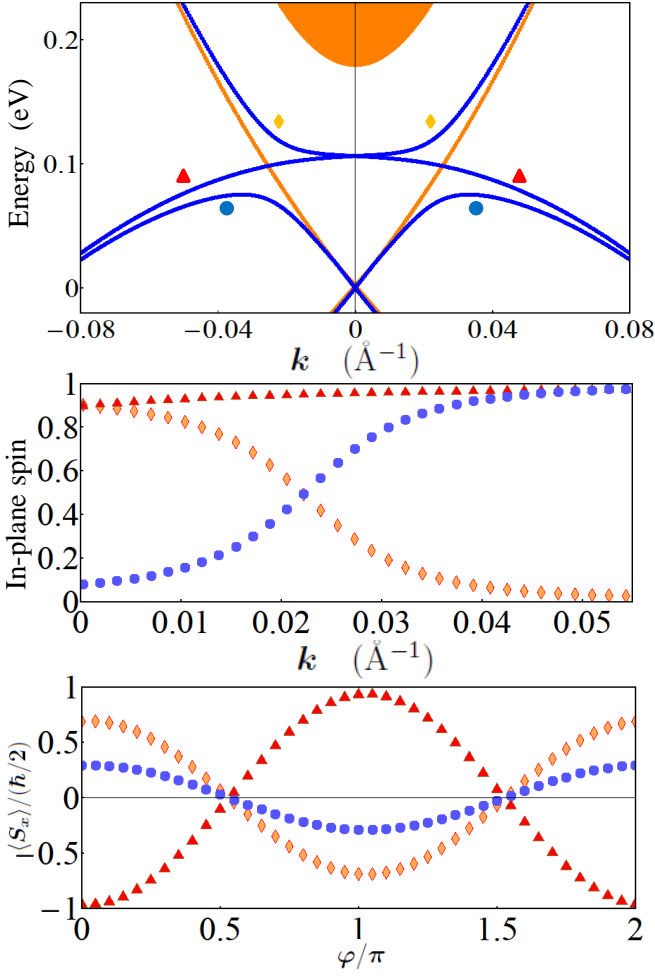 0.2
0.1
0
Energy (eV)
−0.08 −0.04 0 0.04 0.08
k (Å⁻¹)
1
0.8
0.6
0.4
0.2
0
In-plane spin
0 0.01 0.02 0.03 0.04 0.05
k (Å⁻¹)
1
0.5
0
−0.5
−1
|⟨Sₓ⟩/(ℏ/2)
0 0.5 1 1.5 2
φ/π